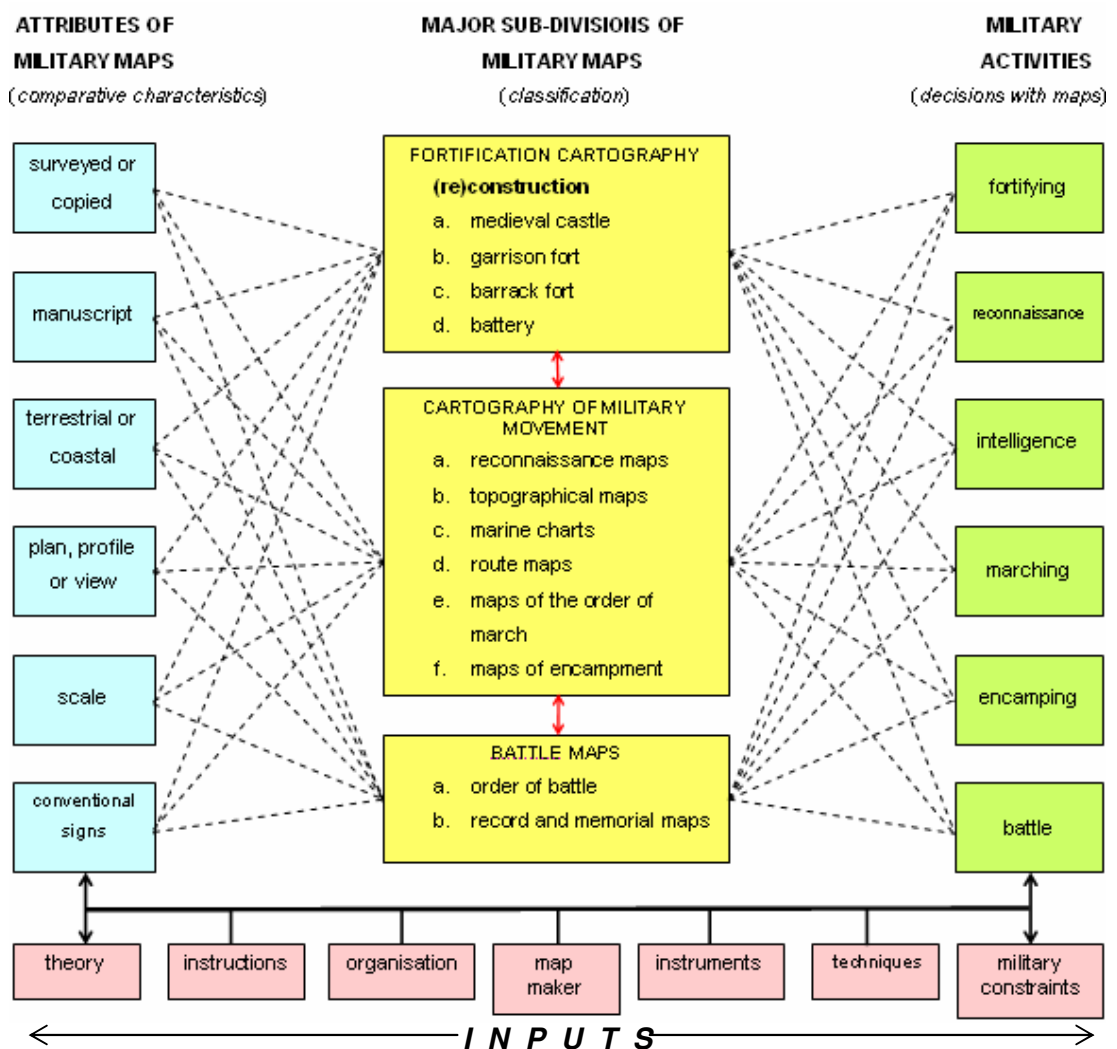 ATTRIBUTES OF
MILITARY MAPS
(comparative characteristics)
MAJOR SUB-DIVISIONS OF
MILITARY MAPS
(classification)
MILITARY
ACTIVITIES
(decisions with maps)
surveyed or
copied
manuscript
terrestrial or
coastal
plan, profile
or view
scale
conventional
signs
FORTIFICATION CARTOGRAPHY
(re)construction
a. medieval castle
b. garrison fort
c. barrack fort
d. battery
CARTOGRAPHY OF MILITARY
MOVEMENT
a. reconnaissance maps
b. topographical maps
c. marine charts
d. route maps
e. maps of the order of
march
f. maps of encampment
BATTLE MAPS
a. order of battle
b. record and memorial maps
fortifying
reconnaissance
intelligence
marching
encamping
battle
theory
instructions
organisation
map
maker
instruments
techniques
military
constraints
INPUTS